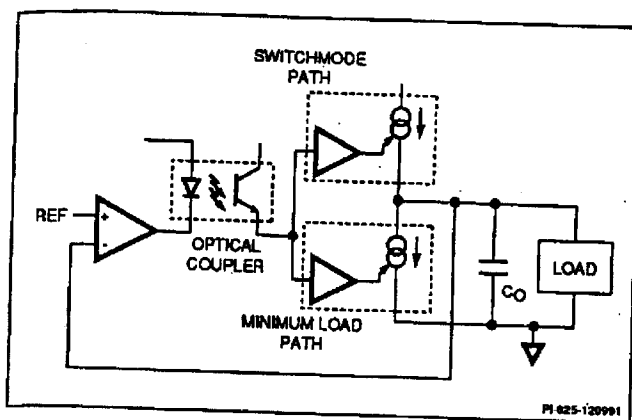 SWITCHMODE
PATH
REF
+
-
OPTICAL
COUPLER
MINIMUM LOAD
PATH
CO
LOAD
PI-825-120991